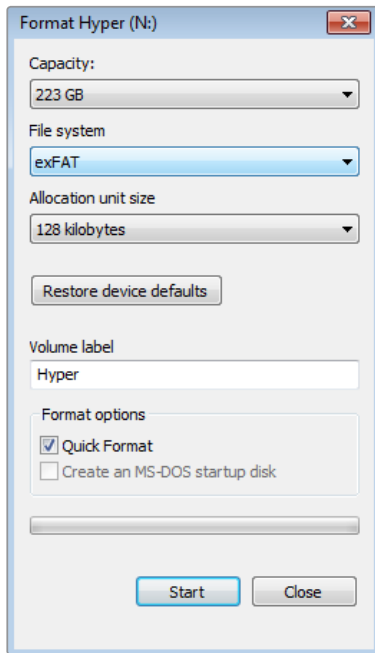 Format Hyper (N:)
Capacity:
223 GB
File system
exFAT
Allocation unit size
128 kilobytes
Restore device defaults
Volume label
Hyper
Format options
Quick Format
Create an MS-DOS startup disk
Start
Close